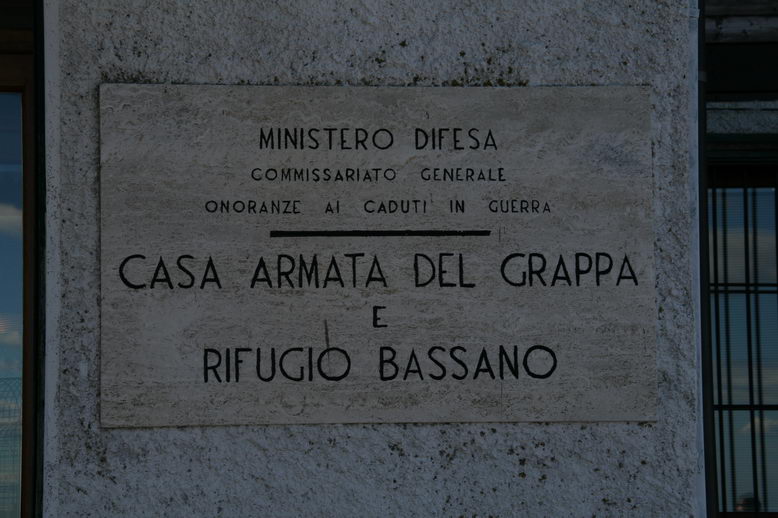 MINISTERO DIFESA
COMMISSARIATO GENERALE
ONORANZE AI CADUTI IN GUERRA
CASA ARMATA DEL GRAPPA
E
RIFUGIO BASSANO